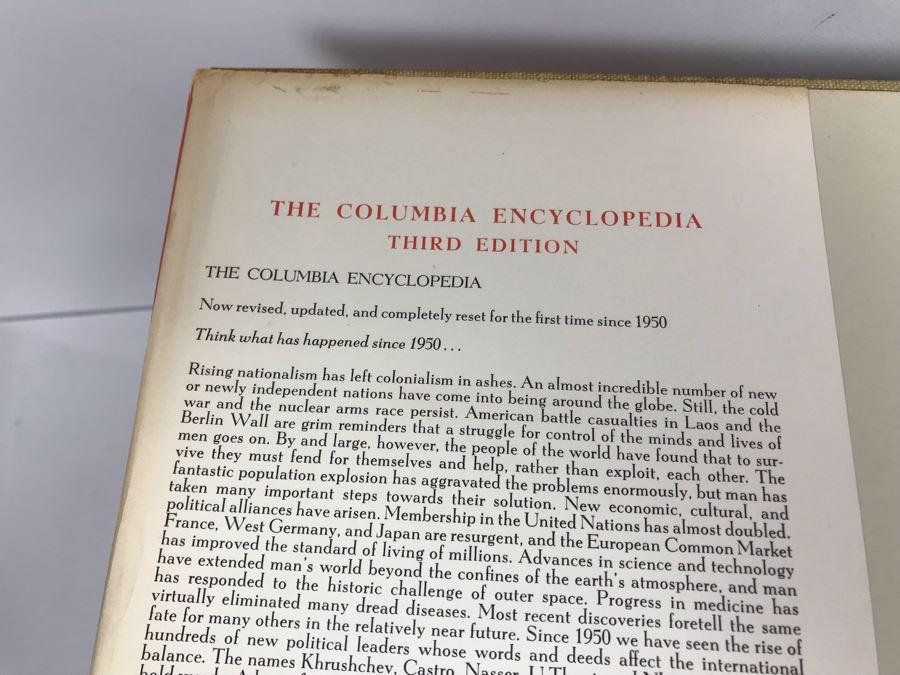 THE COLUMBIA ENCYCLOPEDIA
THIRD EDITION
THE COLUMBIA ENCYCLOPEDIA
Now revised, updated, and completely reset for the first time since 1950
Think what has happened since 1950...
Rising nationalism has left colonialism in ashes. An almost incredible number of new
or newly independent nations have come into being around the globe. Still, the cold
war and the nuclear arms race persist. American battle casualties in Laos and the
Berlin Wall are grim reminders that a struggle for control of the minds and lives of
men goes on. By and large, however, the people of the world have found that to sur-
vive they must fend for themselves and help, rather than exploit, each other. The
fantastic population explosion has aggravated the problems enormously, but man has
taken many important steps towards their solution. New economic, cultural, and
political alliances have arisen. Membership in the United Nations has almost doubled.
France, West Germany, and Japan are resurgent, and the European Common Market
has improved the standard of living of millions. Advances in science and technology
have extended man's world beyond the confines of the earth's atmosphere, and man
has responded to the historic challenge of outer space. Progress in medicine has
virtually eliminated many dread diseases. Most recent discoveries foretell the same
fate for many others in the relatively near future. Since 1950 we have seen the rise of
hundreds of new political leaders whose words and deeds affect the international
balance. The names Khrushchev, Castro, Nasser, U Thant